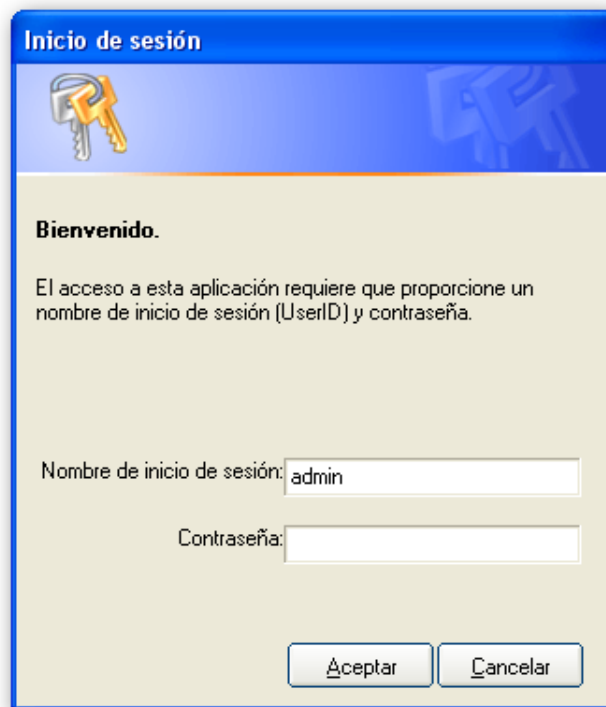 Inicio de sesión
Bienvenido.
El acceso a esta aplicación requiere que proporcione un
nombre de inicio de sesión (UserID) y contraseña.
Nombre de inicio de sesión: admin
Contraseña:
Aceptar Cancelar